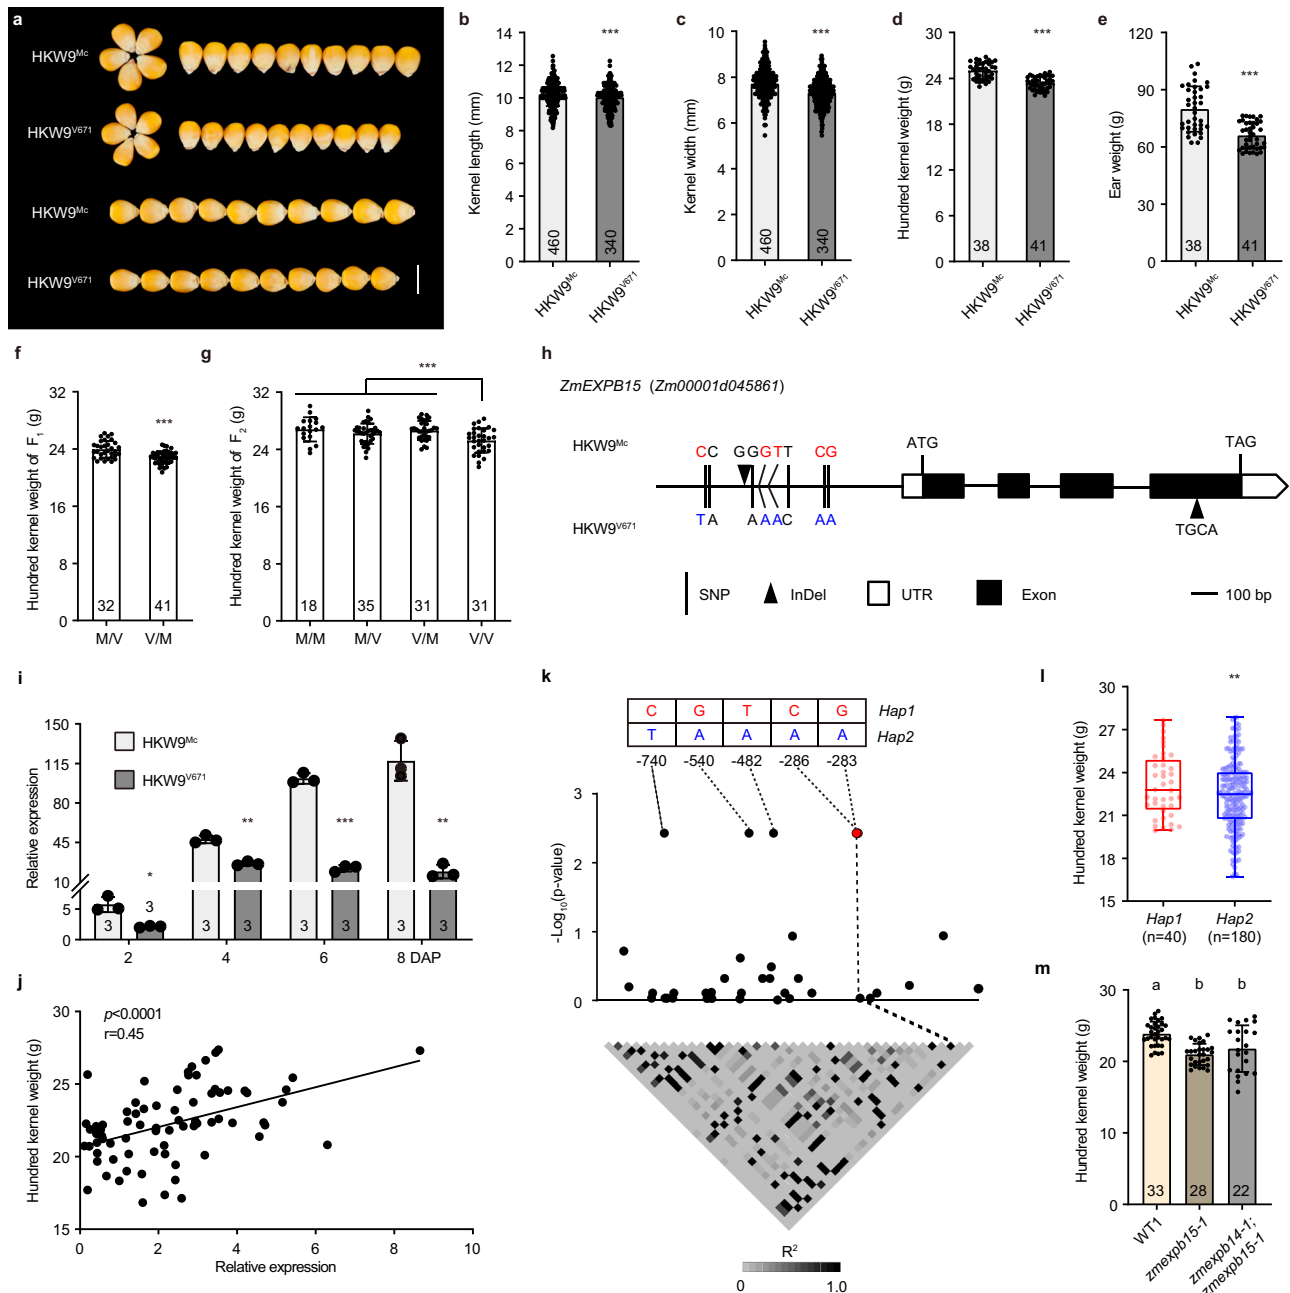 a
HKW9Mc
HKW9V671
HKW9Mc
HKW9V671
b
Kernel length (mm)
14
12
10
8
6
4
2
0
***
460
340
HKW9Mc
HKW9V671
c
Kernel width (mm)
10
8
6
4
2
0
***
460
340
HKW9Mc
HKW9V671
d
Hundred kernel weight (g)
30
24
18
12
6
0
***
38
41
HKW9Mc
HKW9V671
e
Ear weight (g)
120
90
60
30
0
***
38
41
HKW9Mc
HKW9V671
f
Hundred kernel weight of F1 (g)
32
24
16
8
0
***
32
41
M/V
V/M
g
Hundred kernel weight of F2 (g)
32
24
16
8
0
***
18
35
31
31
M/M
M/V
V/M
V/V
h
ZmEXPB15 (Zm00001d045861)
HKW9Mc
CC GGGTT CG
ATG
TAG
HKW9V671
TA AAAC AA
TGCA
SNP
InDel
UTR
Exon
100 bp
i
Relative expression
150
115
80
45
10
5
0
HKW9Mc
HKW9V671
*
**
***
**
3
3
3
3
3
3
3
3
2
4
6
8 DAP
j
Hundred kernel weight (g)
30
25
20
15
p<0.0001
r=0.45
0
2
4
6
8
10
Relative expression
k
C G T C G Hap1
T A A A A Hap2
-740 -540 -482 -286 -283
-Log10(p-value)
3
2
1
0
R2
0
1.0
l
Hundred kernel weight (g)
30
27
24
21
18
15
**
Hap1
(n=40)
Hap2
(n=180)
m
Hundred kernel weight (g)
30
20
10
0
a
b
b
33
28
22
WT1
zmexpb15-1
zmexpb14-1;
zmexpb15-1